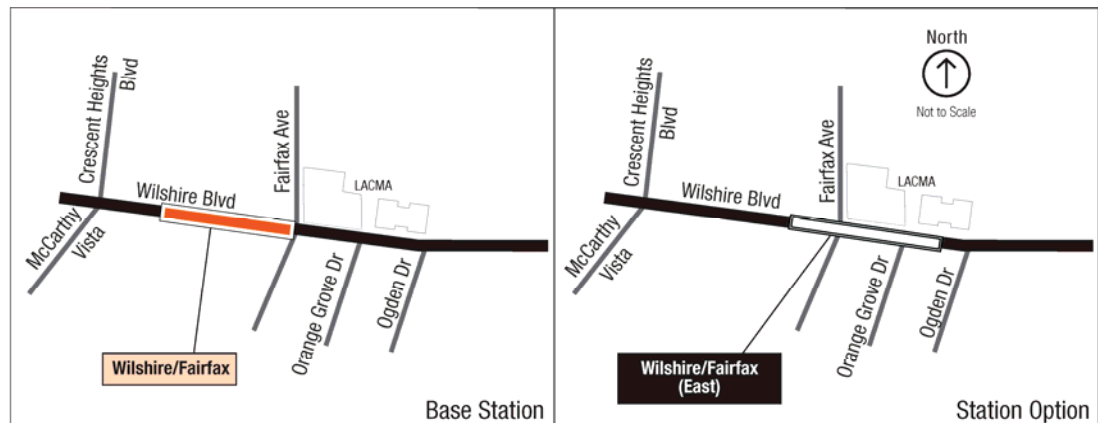 Crescent Heights
Blvd
Fairfax Ave
LACMA
Wilshire Blvd
McCarthy
Vista
Orange Grove Dr
Ogden Dr
Wilshire/Fairfax
Base Station
North
Not to Scale
Crescent Heights
Blvd
Fairfax Ave
LACMA
Wilshire Blvd
McCarthy
Vista
Orange Grove Dr
Ogden Dr
Wilshire/Fairfax
(East)
Station Option